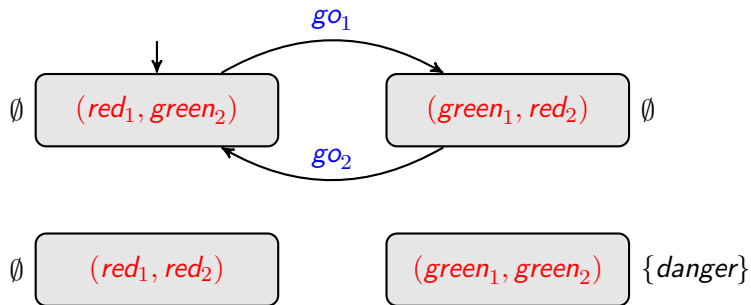 go₁
∅ (red₁, green₂) (green₁, red₂) ∅
go₂
∅ (red₁, red₂) (green₁, green₂) {danger}